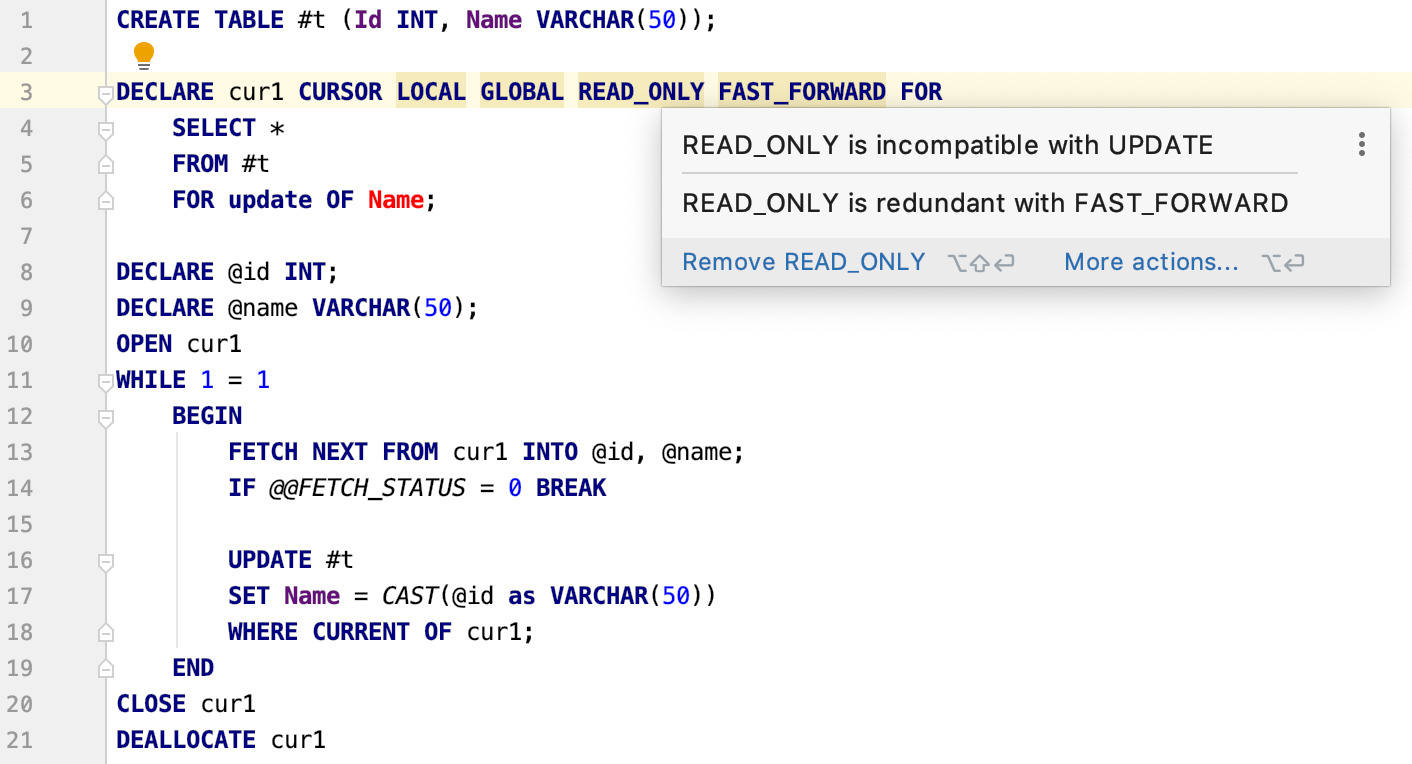 1 CREATE TABLE #t (Id INT, Name VARCHAR(50));
2
3 DECLARE cur1 CURSOR LOCAL GLOBAL READ_ONLY FAST_FORWARD FOR
4 SELECT *
READ_ONLY is incompatible with UPDATE
5 FROM #t
6 FOR update OF Name;
READ_ONLY is redundant with FAST_FORWARD
7
8 DECLARE @id INT;
Remove READ_ONLY ⌥⇧⏎ More actions... ⌥⏎
9 DECLARE @name VARCHAR(50);
10 OPEN cur1
11 WHILE 1 = 1
12 BEGIN
13 FETCH NEXT FROM cur1 INTO @id, @name;
14 IF @@FETCH_STATUS = 0 BREAK
15
16 UPDATE #t
17 SET Name = CAST(@id as VARCHAR(50))
18 WHERE CURRENT OF cur1;
19 END
20 CLOSE cur1
21 DEALLOCATE cur1